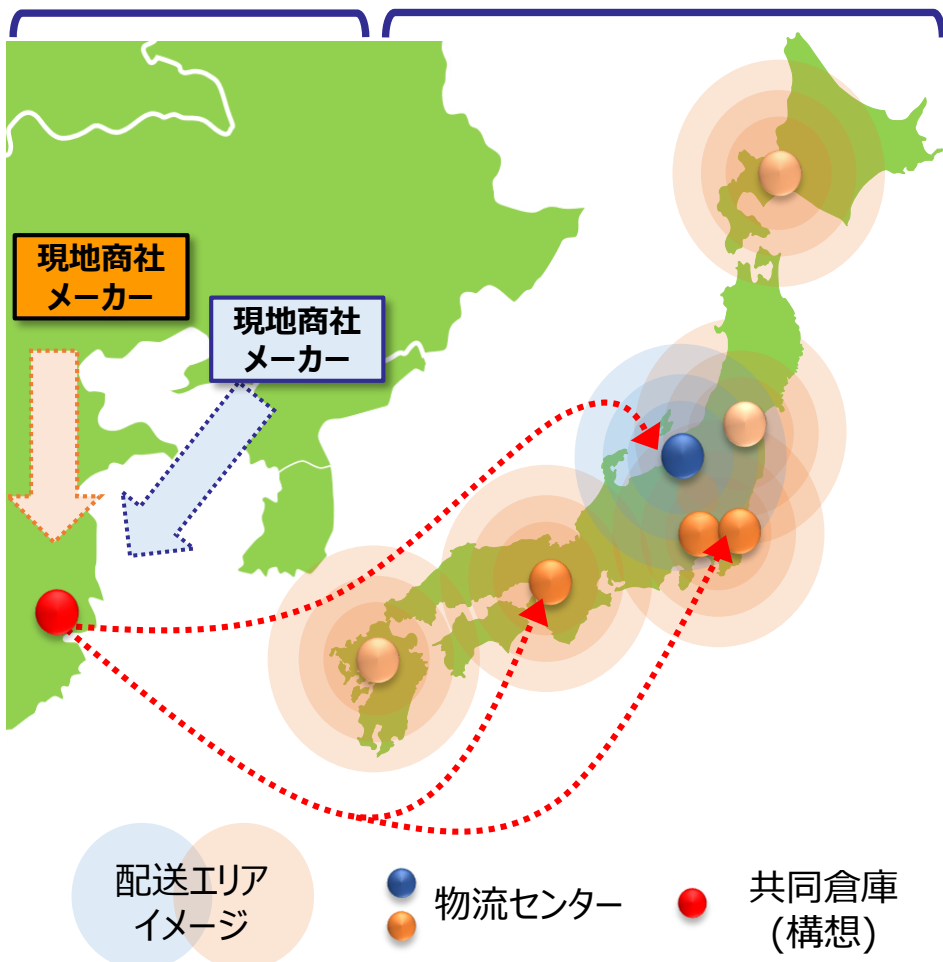 現地商社
メーカー
現地商社
メーカー
配送エリア
イメージ
物流センター
共同倉庫
(構想)